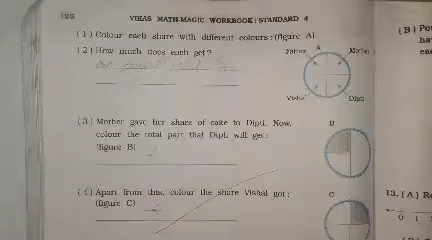 126 VIKAS MATH-MAGIC WORKBOOK : STANDARD 4
( 1 ) Colour each share with different colours : (figure A)
( 2 ) How much does each get ?
Father A Mother
Vishal Dipti
( 3 ) Mother gave her share of cake to Dipti. Now,
colour the total part that Dipti will get :
(figure B)
( 4 ) Apart from this, colour the share Vishal got :
(figure C)
C
( B )
13. ( A )
0 1